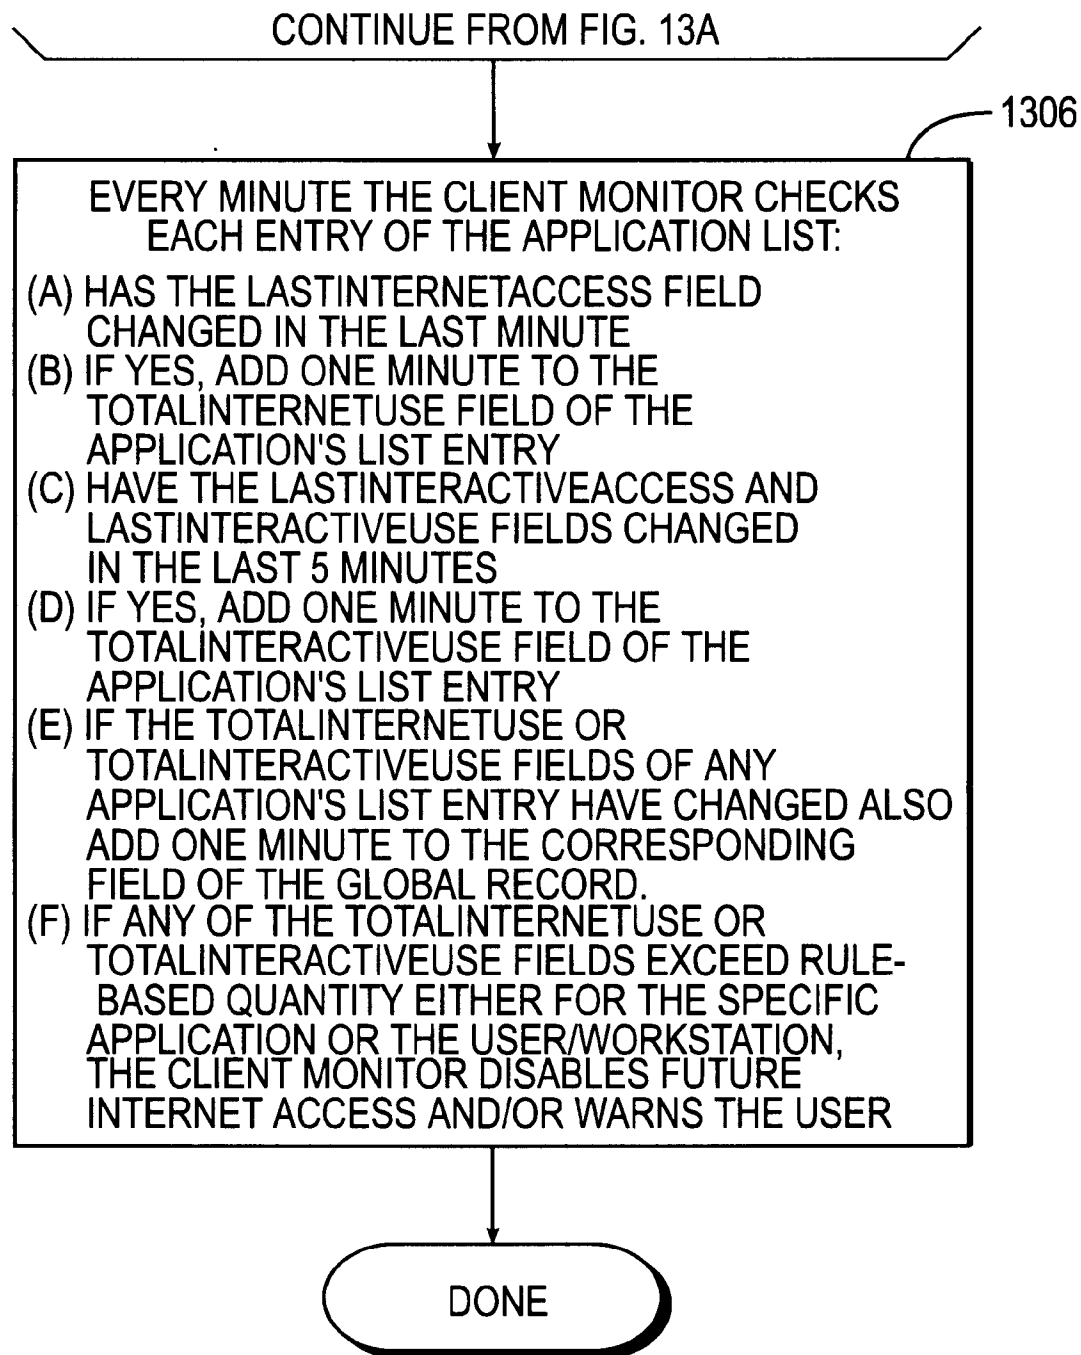 CONTINUE FROM FIG. 13A
1306
EVERY MINUTE THE CLIENT MONITOR CHECKS
EACH ENTRY OF THE APPLICATION LIST:
(A) HAS THE LASTINTERNETACCESS FIELD
CHANGED IN THE LAST MINUTE
(B) IF YES, ADD ONE MINUTE TO THE
TOTALINTERNETUSE FIELD OF THE
APPLICATION'S LIST ENTRY
(C) HAVE THE LASTINTERACTIVEACCESS AND
LASTINTERACTIVEUSE FIELDS CHANGED
IN THE LAST 5 MINUTES
(D) IF YES, ADD ONE MINUTE TO THE
TOTALINTERACTIVEUSE FIELD OF THE
APPLICATION'S LIST ENTRY
(E) IF THE TOTALINTERNETUSE OR
TOTALINTERACTIVEUSE FIELDS OF ANY
APPLICATION'S LIST ENTRY HAVE CHANGED ALSO
ADD ONE MINUTE TO THE CORRESPONDING
FIELD OF THE GLOBAL RECORD.
(F) IF ANY OF THE TOTALINTERNETUSE OR
TOTALINTERACTIVEUSE FIELDS EXCEED RULE-
BASED QUANTITY EITHER FOR THE SPECIFIC
APPLICATION OR THE USER/WORKSTATION,
THE CLIENT MONITOR DISABLES FUTURE
INTERNET ACCESS AND/OR WARNS THE USER
DONE